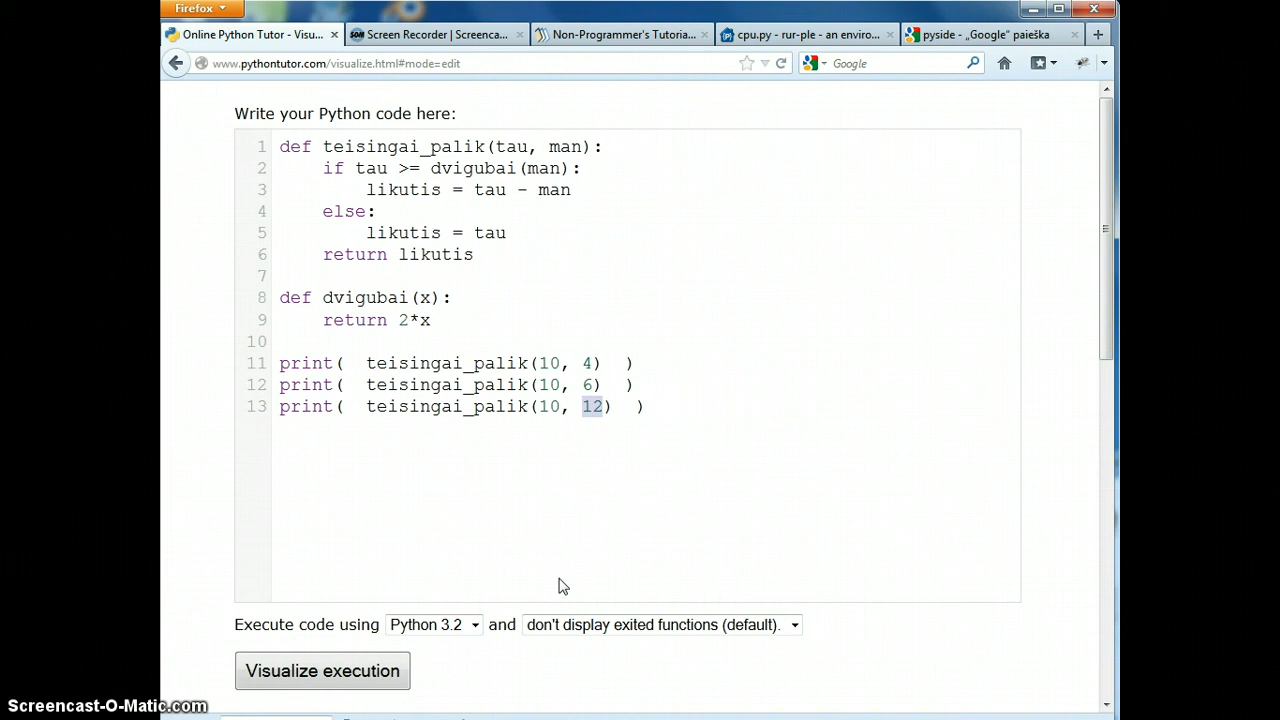 Firefox
Online Python Tutor - Visu...
Screen Recorder | Screenca...
Non-Programmer's Tutoria...
cpu.py - rur-ple - an enviro...
pyside - „Google“ paieška
www.pythontutor.com/visualize.html#mode=edit
Google
Write your Python code here:
1 def teisingai_palik(tau, man):
2     if tau >= dvigubai(man):
3         likutis = tau - man
4     else:
5         likutis = tau
6     return likutis
7
8 def dvigubai(x):
9     return 2*x
10
11 print(  teisingai_palik(10, 4)  )
12 print(  teisingai_palik(10, 6)  )
13 print(  teisingai_palik(10, 12)  )
Execute code using Python 3.2 and don't display exited functions (default).
Visualize execution
Screencast-O-Matic.com